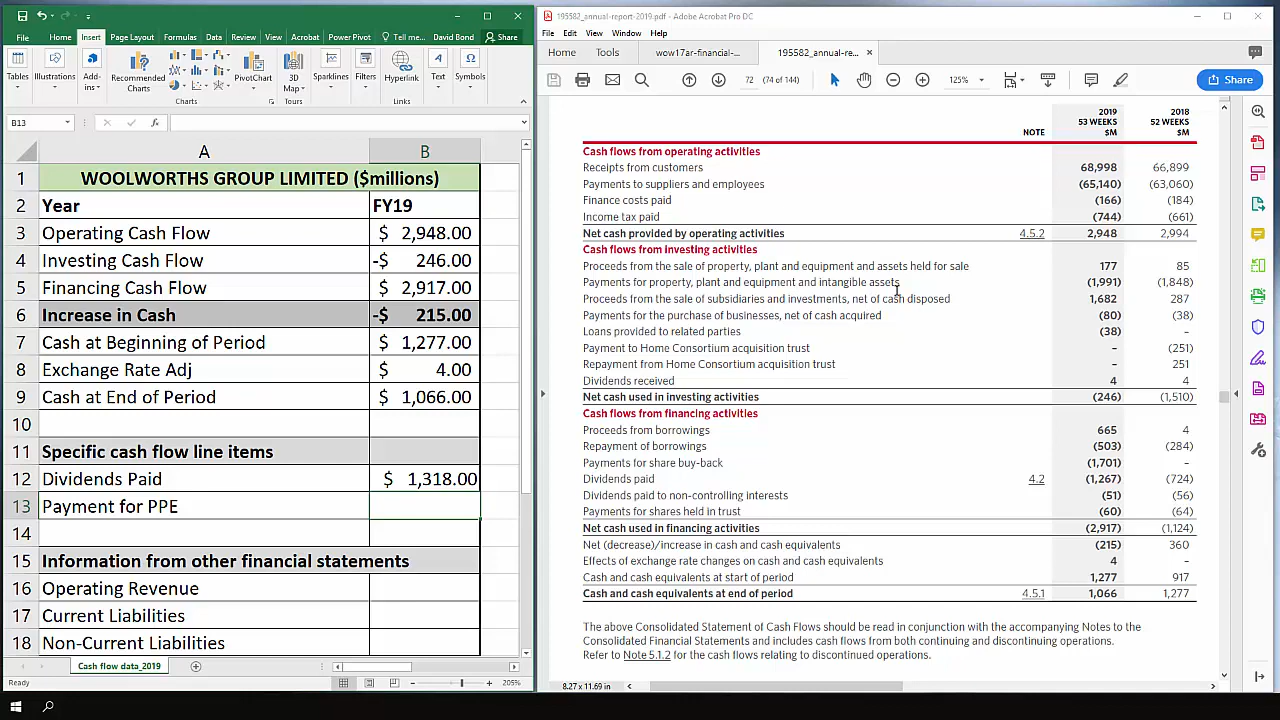 195582_annual-report-2019.pdf - Adobe Acrobat Pro DC
File Home Insert Page Layout Formulas Data Review View Acrobat Power Pivot Tell me... David Bond Share
File Edit View Window Help
Home Tools wow17ar-financial-... 195582_annual-re... ×
Tables Illustrations Add-ins Recommended Charts PivotChart 3D Map Sparklines Filters Hyperlink Text Symbols
72 (74 of 144) 125% Share
Charts Tours Links
B13 fx
A B
1 WOOLWORTHS GROUP LIMITED ($millions)
2 Year FY19
3 Operating Cash Flow $ 2,948.00
4 Investing Cash Flow -$ 246.00
5 Financing Cash Flow $ 2,917.00
6 Increase in Cash -$ 215.00
7 Cash at Beginning of Period $ 1,277.00
8 Exchange Rate Adj $ 4.00
9 Cash at End of Period $ 1,066.00
10
11 Specific cash flow line items
12 Dividends Paid $ 1,318.00
13 Payment for PPE
14
15 Information from other financial statements
16 Operating Revenue
17 Current Liabilities
18 Non-Current Liabilities
Cash flow data_2019
Ready 205%
2019 2018
53 WEEKS 52 WEEKS
NOTE $M $M
Cash flows from operating activities
Receipts from customers 68,998 66,899
Payments to suppliers and employees (65,140) (63,060)
Finance costs paid (166) (184)
Income tax paid (744) (661)
Net cash provided by operating activities 4.5.2 2,948 2,994
Cash flows from investing activities
Proceeds from the sale of property, plant and equipment and assets held for sale 177 85
Payments for property, plant and equipment and intangible assets (1,991) (1,848)
Proceeds from the sale of subsidiaries and investments, net of cash disposed 1,682 287
Payments for the purchase of businesses, net of cash acquired (80) (38)
Loans provided to related parties (38) –
Payment to Home Consortium acquisition trust – (251)
Repayment from Home Consortium acquisition trust – 251
Dividends received 4 4
Net cash used in investing activities (246) (1,510)
Cash flows from financing activities
Proceeds from borrowings 665 4
Repayment of borrowings (503) (284)
Payments for share buy-back (1,701) –
Dividends paid 4.2 (1,267) (724)
Dividends paid to non-controlling interests (51) (56)
Payments for shares held in trust (60) (64)
Net cash used in financing activities (2,917) (1,124)
Net (decrease)/increase in cash and cash equivalents (215) 360
Effects of exchange rate changes on cash and cash equivalents 4 –
Cash and cash equivalents at start of period 1,277 917
Cash and cash equivalents at end of period 4.5.1 1,066 1,277
The above Consolidated Statement of Cash Flows should be read in conjunction with the accompanying Notes to the
Consolidated Financial Statements and includes cash flows from both continuing and discontinuing operations.
Refer to Note 5.1.2 for the cash flows relating to discontinued operations.
8.27 x 11.69 in